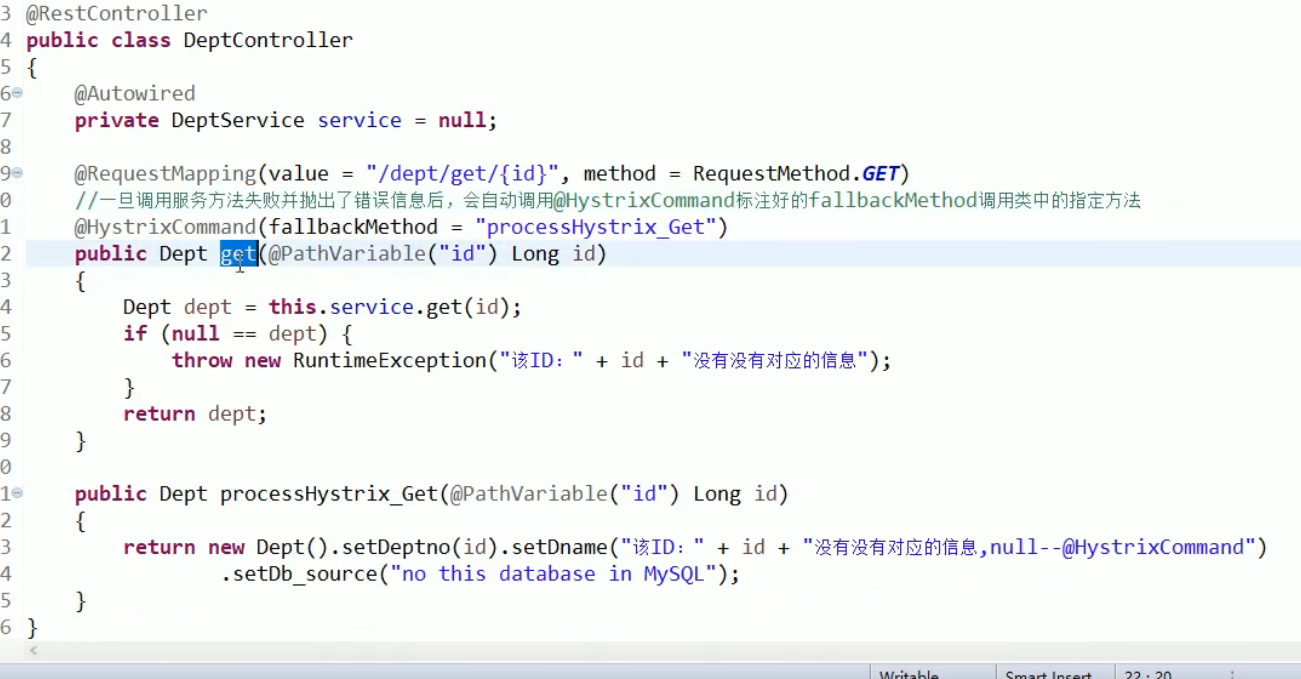 3 @RestController
4 public class DeptController
5 {
6 @Autowired
7 private DeptService service = null;
8
9 @RequestMapping(value = "/dept/get/{id}", method = RequestMethod.GET)
0 //一旦调用服务方法失败并抛出了错误信息后，会自动调用@HystrixCommand标注好的fallbackMethod调用类中的指定方法
1 @HystrixCommand(fallbackMethod = "processHystrix_Get")
2 public Dept get(@PathVariable("id") Long id)
3 {
4 Dept dept = this.service.get(id);
5 if (null == dept) {
6 throw new RuntimeException("该ID：" + id + "没有没有对应的信息");
7 }
8 return dept;
9 }
0
1 public Dept processHystrix_Get(@PathVariable("id") Long id)
2 {
3 return new Dept().setDeptno(id).setDname("该ID：" + id + "没有没有对应的信息,null--@HystrixCommand")
4 .setDb_source("no this database in MySQL");
5 }
6 }
Writable Smart Insert 22 : 20